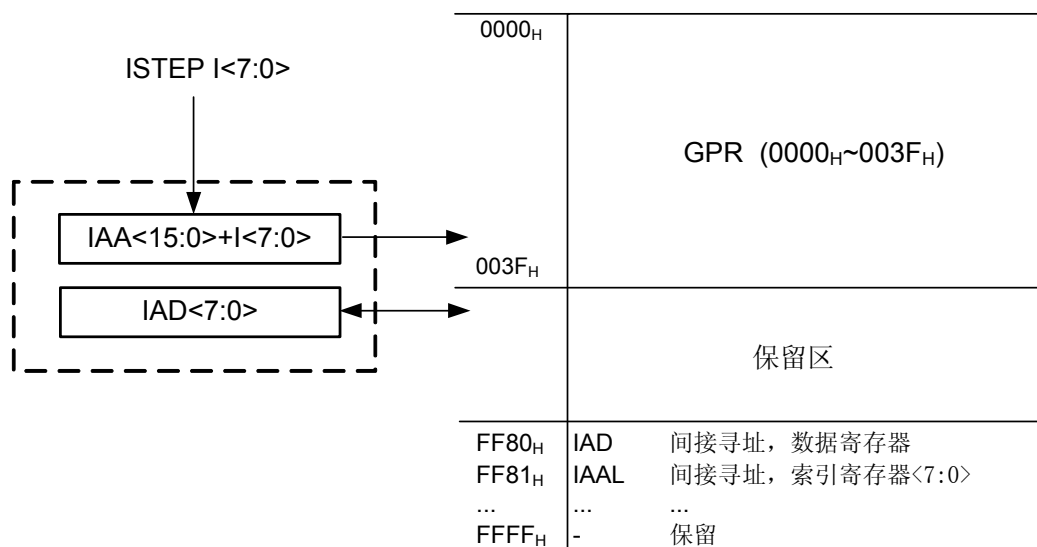 ISTEP I<7:0>
IAA<15:0>+I<7:0>
IAD<7:0>
0000H
GPR (0000H~003FH)
003FH
保留区
FF80H IAD 间接寻址，数据寄存器
FF81H IAAL 间接寻址，索引寄存器<7:0>
... ... ...
FFFFH - 保留